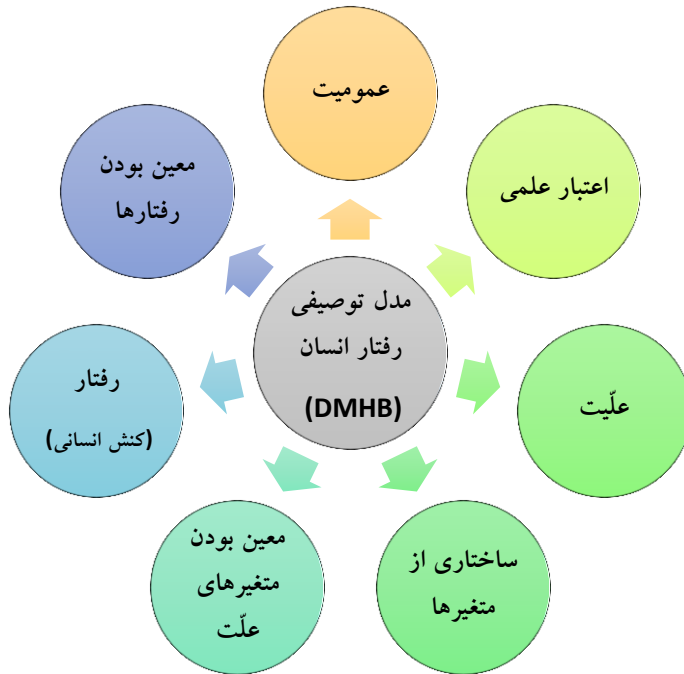 عمومیت
اعتبار علمی
علّیت
ساختاری از
متغیرها
معین بودن
متغیرهای
علّت
رفتار
(کنش انسانی)
معین بودن
رفتارها
مدل توصیفی
رفتار انسان
(DMHB)